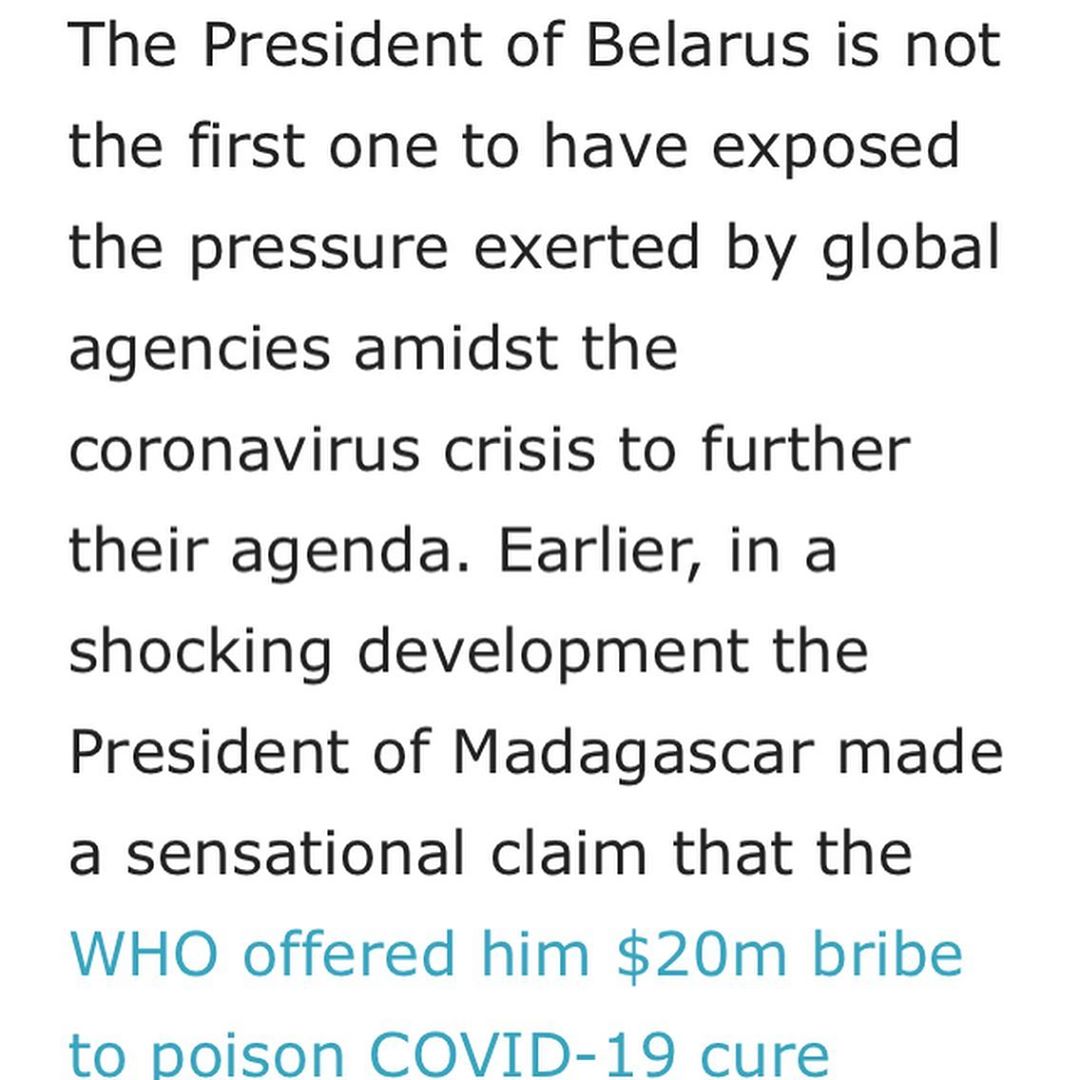 The President of Belarus is not
the first one to have exposed
the pressure exerted by global
agencies amidst the
coronavirus crisis to further
their agenda. Earlier, in a
shocking development the
President of Madagascar made
a sensational claim that the
WHO offered him $20m bribe
to poison COVID-19 cure